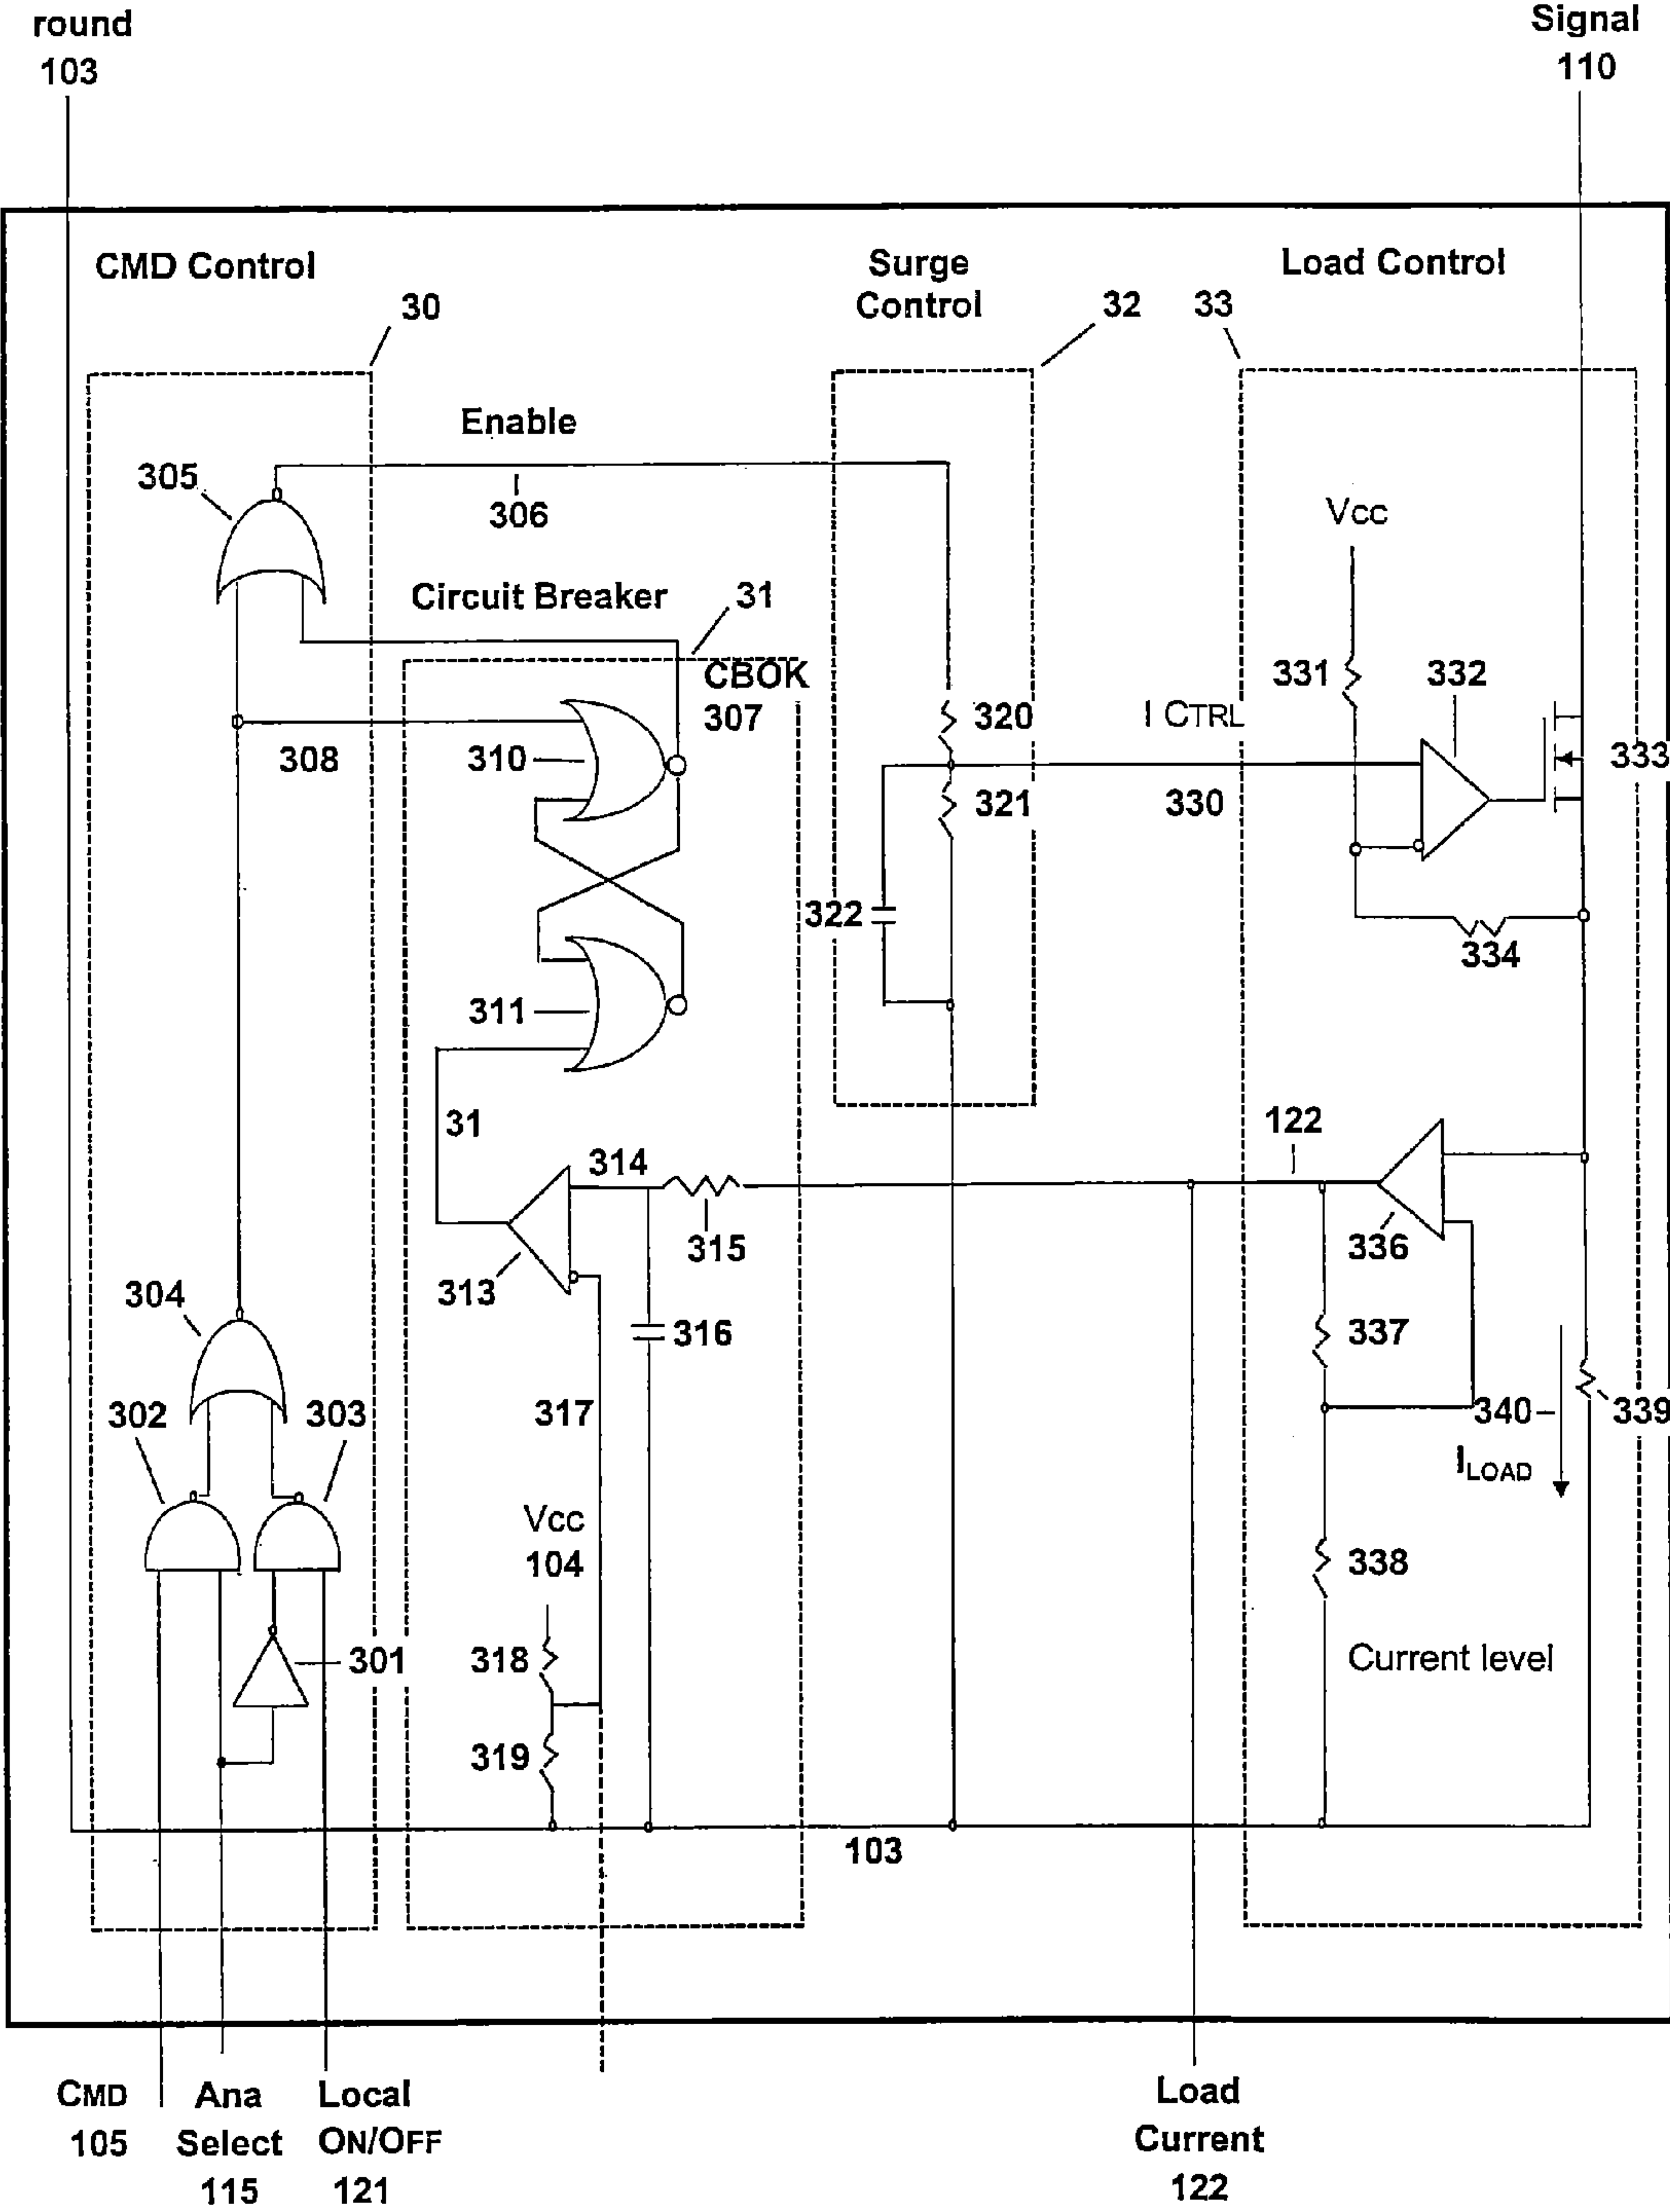 round
103
Signal
110
CMD Control
Surge
Control
Load Control
30
32
33
Enable
305
306
Vcc
Circuit Breaker
31
CBOK
307
331
332
320
I CTRL
333
308
310
321
330
322
334
311
31
122
314
315
336
313
304
316
337
302
303
317
340
339
ILOAD
Vcc
104
338
301
318
Current level
319
103
CMD
105
Ana
Select
115
Local
ON/OFF
121
Load
Current
122